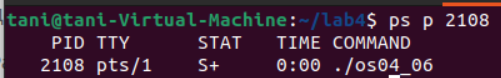 tani@tani-Virtual-Machine:~/lab4$ ps p 2108
PID TTY STAT TIME COMMAND
2108 pts/1 S+ 0:00 ./os04_06